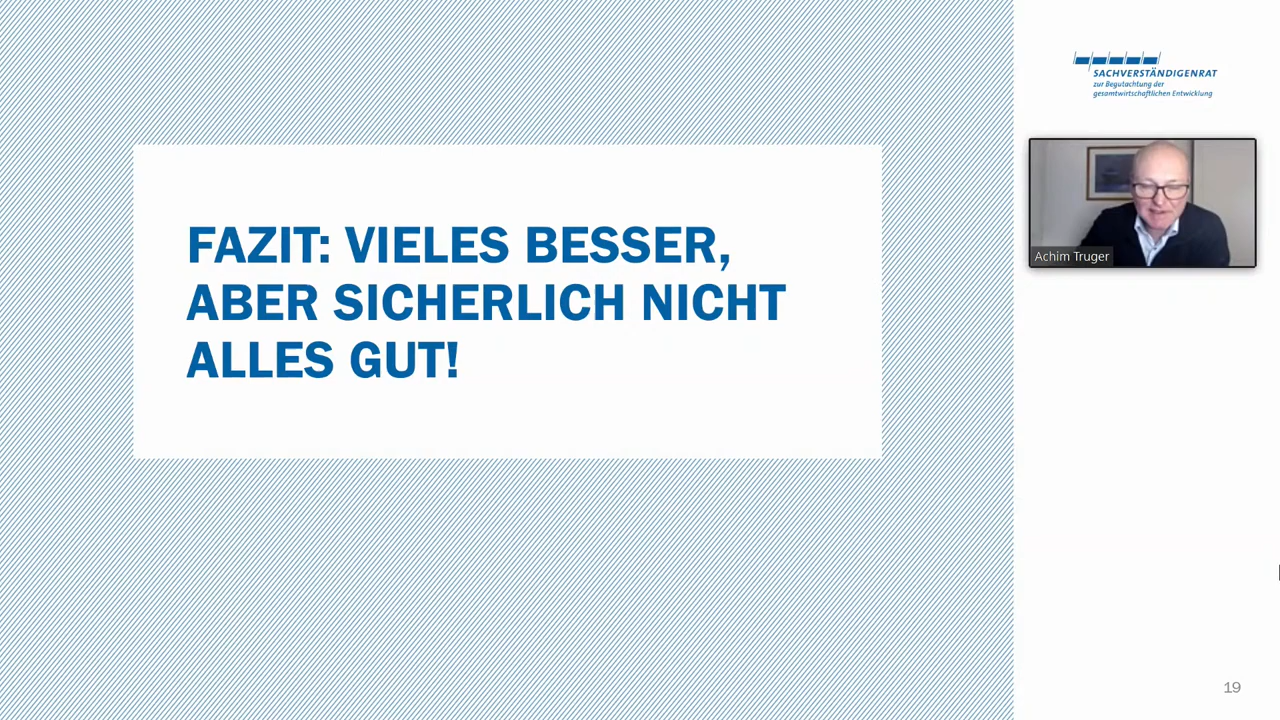 FAZIT: VIELES BESSER,
ABER SICHERLICH NICHT
ALLES GUT!
SACHVERSTÄNDIGENRAT
zur Begutachtung der
gesamtwirtschaftlichen Entwicklung
Achim Truger
19